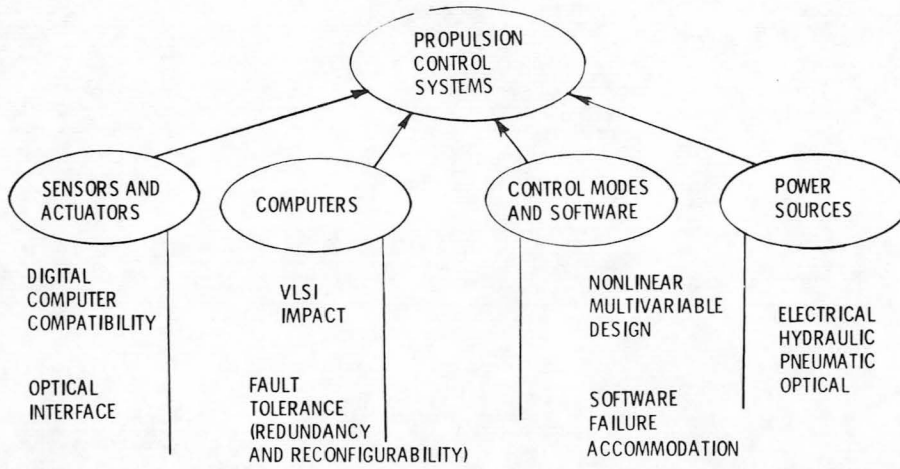 PROPULSION
CONTROL
SYSTEMS
SENSORS AND
ACTUATORS
COMPUTERS
CONTROL MODES
AND SOFTWARE
POWER
SOURCES
DIGITAL
COMPUTER
COMPATIBILITY
OPTICAL
INTERFACE
VLSI
IMPACT
FAULT
TOLERANCE
(REDUNDANCY
AND RECONFIGURABILITY)
NONLINEAR
MULTIVARIABLE
DESIGN
SOFTWARE
FAILURE
ACCOMMODATION
ELECTRICAL
HYDRAULIC
PNEUMATIC
OPTICAL